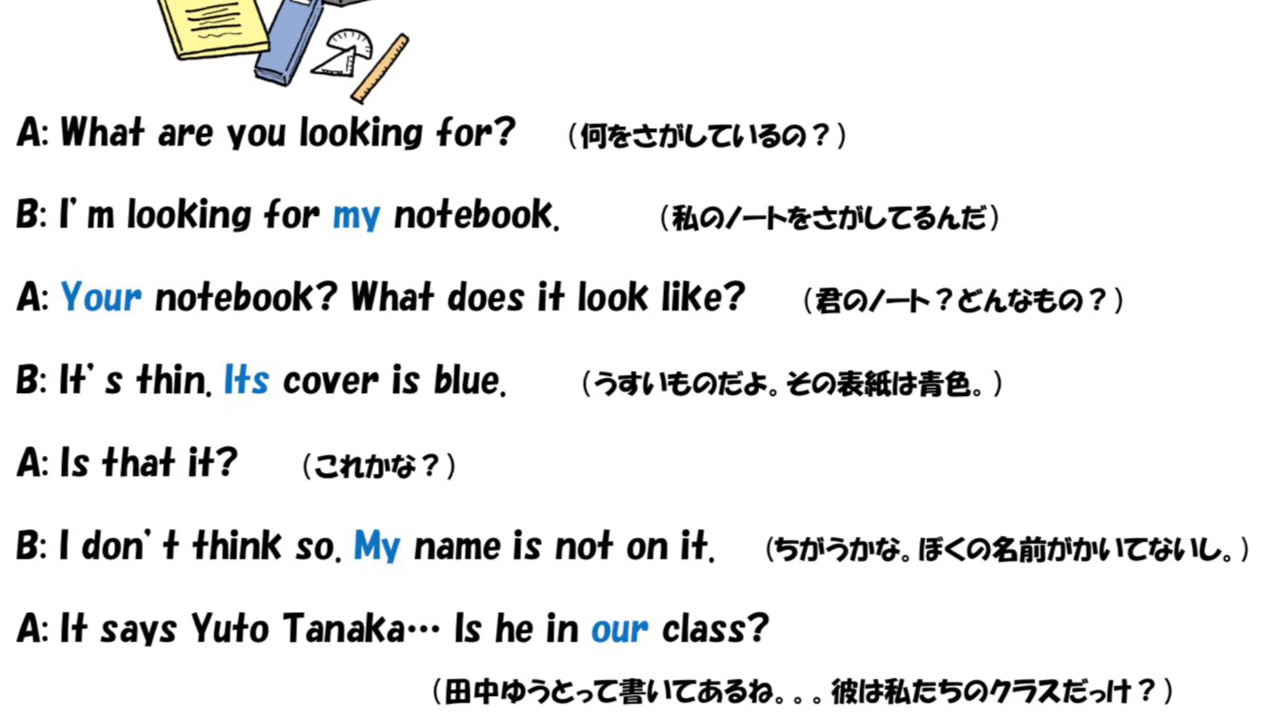 A: What are you looking for? （何をさがしているの？）
B: I'm looking for my notebook. （私のノートをさがしてるんだ）
A: Your notebook? What does it look like? （君のノート？どんなもの？）
B: It's thin. Its cover is blue. （うすいものだよ。その表紙は青色。）
A: Is that it? （これかな？）
B: I don't think so. My name is not on it. （ちがうかな。ぼくの名前がかいてないし。）
A: It says Yuto Tanaka… Is he in our class?
（田中ゆうとって書いてあるね。。。彼は私たちのクラスだっけ？）